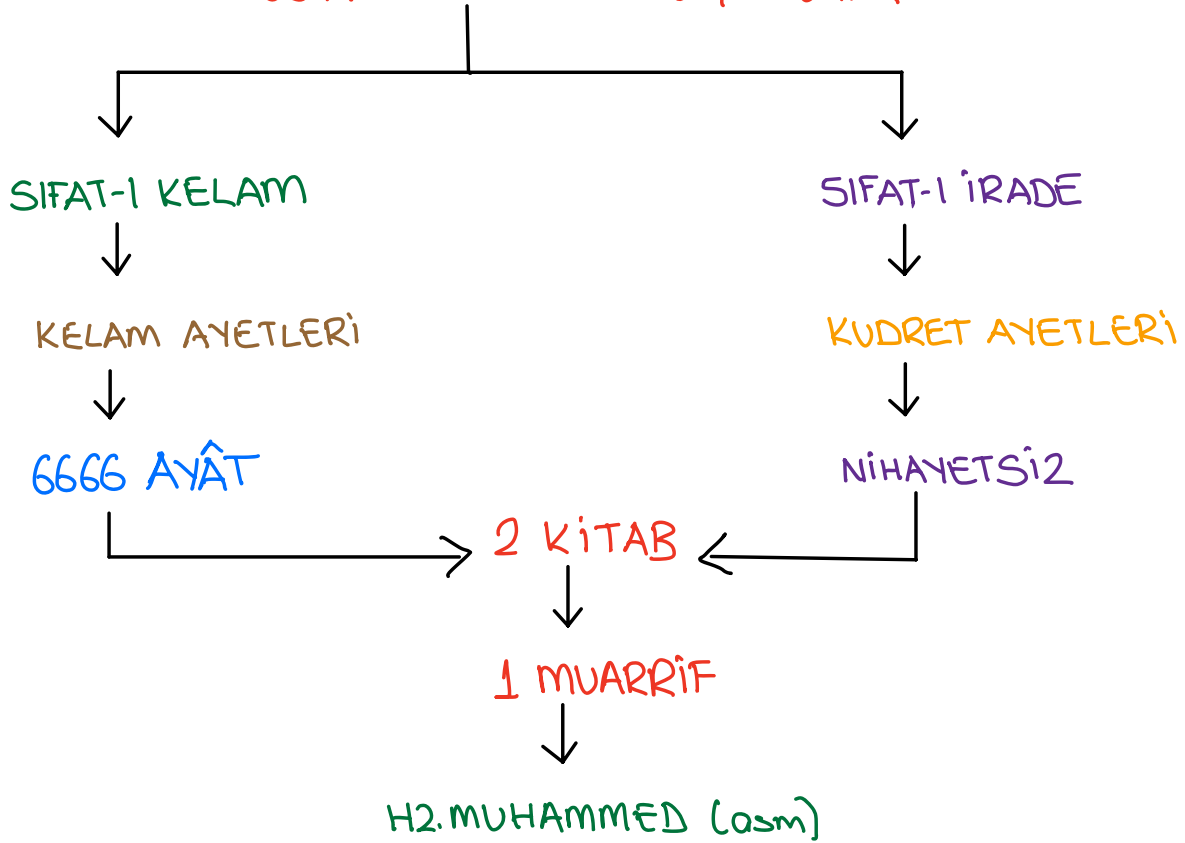 SIFAT-I KELAM
SIFAT-I İRADE
KELAM AYETLERİ
KUDRET AYETLERİ
6666 AYÂT
NİHAYETSİZ
2 KİTAB
1 MUARRİF
HZ. MUHAMMED (asm)